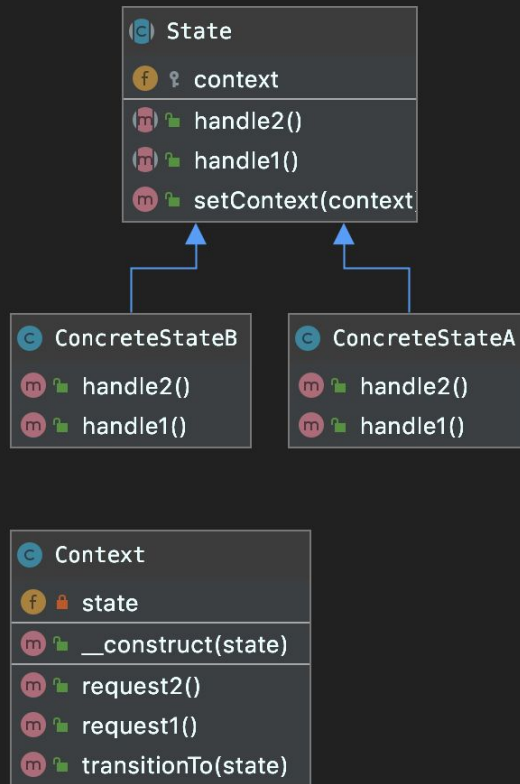 C State
f context
m handle2()
m handle1()
m setContext(context)
C ConcreteStateB
m handle2()
m handle1()
C ConcreteStateA
m handle2()
m handle1()
C Context
f state
m __construct(state)
m request2()
m request1()
m transitionTo(state)